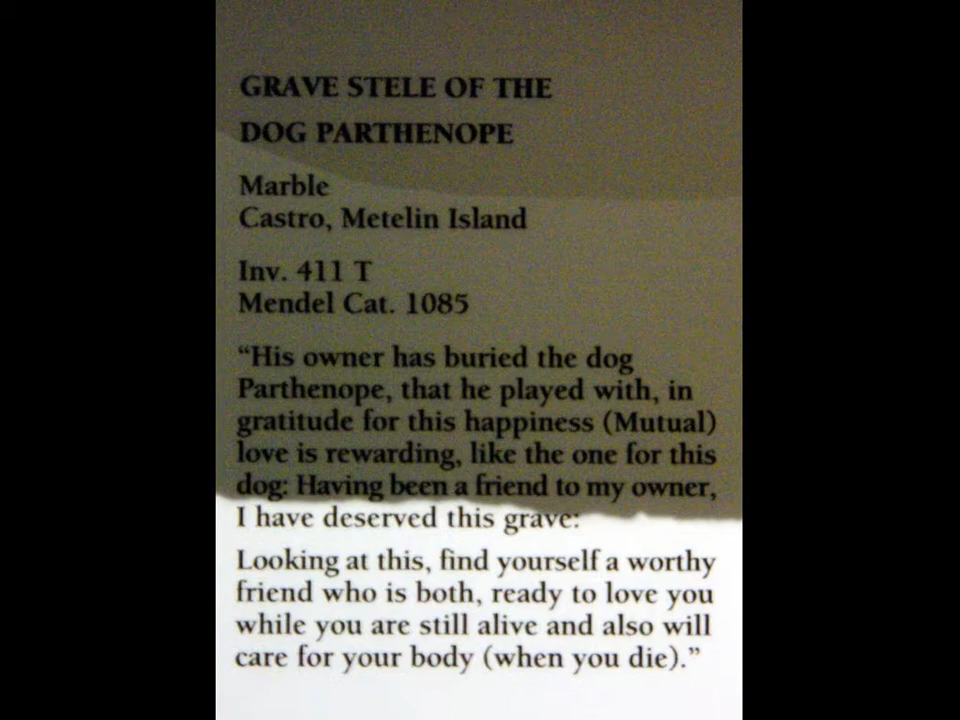 GRAVE STELE OF THE
DOG PARTHENOPE
Marble
Castro, Metelin Island
Inv. 411 T
Mendel Cat. 1085
“His owner has buried the dog
Parthenope, that he played with, in
gratitude for this happiness (Mutual)
love is rewarding, like the one for this
dog: Having been a friend to my owner,
I have deserved this grave:
Looking at this, find yourself a worthy
friend who is both, ready to love you
while you are still alive and also will
care for your body (when you die).”